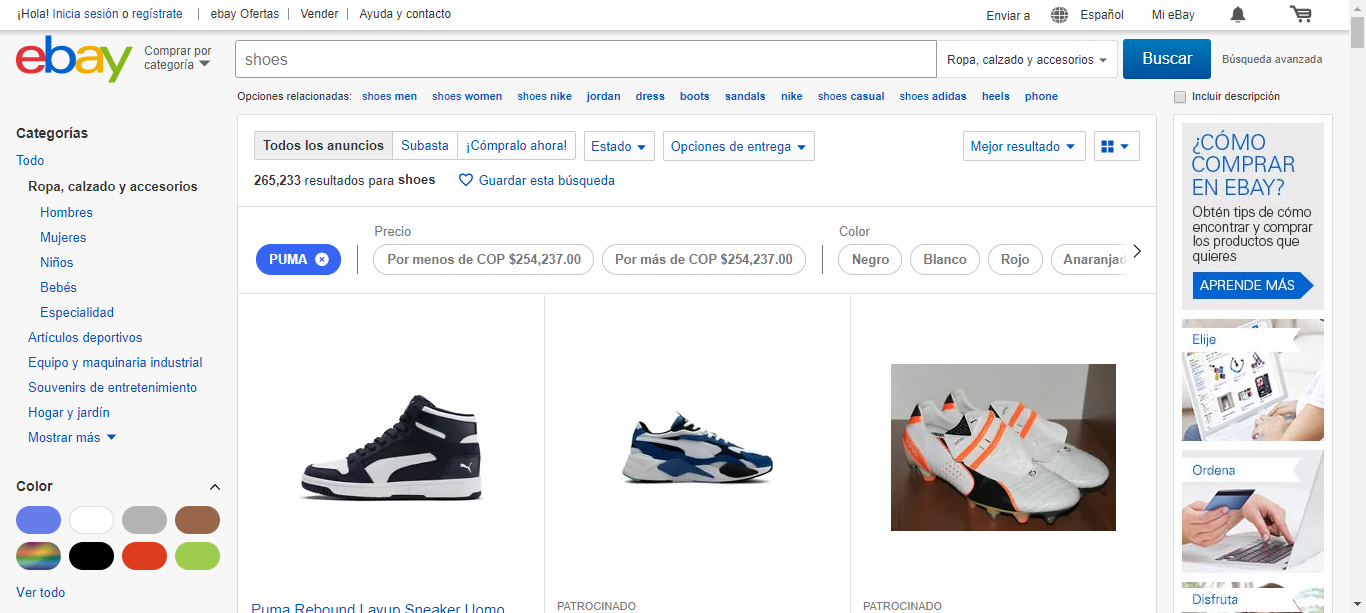 ¡Hola! Inicia sesión o regístrate
ebay Ofertas
Vender
Ayuda y contacto
Enviar a
Español
Mi eBay
ebay
Comprar por
categoría
shoes
Ropa, calzado y accesorios
Buscar
Búsqueda avanzada
Opciones relacionadas: shoes men shoes women shoes nike jordan dress boots sandals nike shoes casual shoes adidas heels phone
Incluir descripción
Categorías
Todo
Ropa, calzado y accesorios
Hombres
Mujeres
Niños
Bebés
Especialidad
Artículos deportivos
Equipo y maquinaria industrial
Souvenirs de entretenimiento
Hogar y jardín
Mostrar más
Color
Ver todo
Todos los anuncios
Subasta
¡Cómpralo ahora!
Estado
Opciones de entrega
Mejor resultado
265,233 resultados para shoes
Guardar esta búsqueda
PUMA
Precio
Por menos de COP $254,237.00
Por más de COP $254,237.00
Color
Negro
Blanco
Rojo
Anaranjad
Puma Rebound Layup Sneaker Uomo
PATROCINADO
PATROCINADO
¿CÓMO
COMPRAR
EN EBAY?
Obtén tips de cómo
encontrar y comprar
los productos que
quieres
APRENDE MÁS
Elije
Ordena
Disfruta